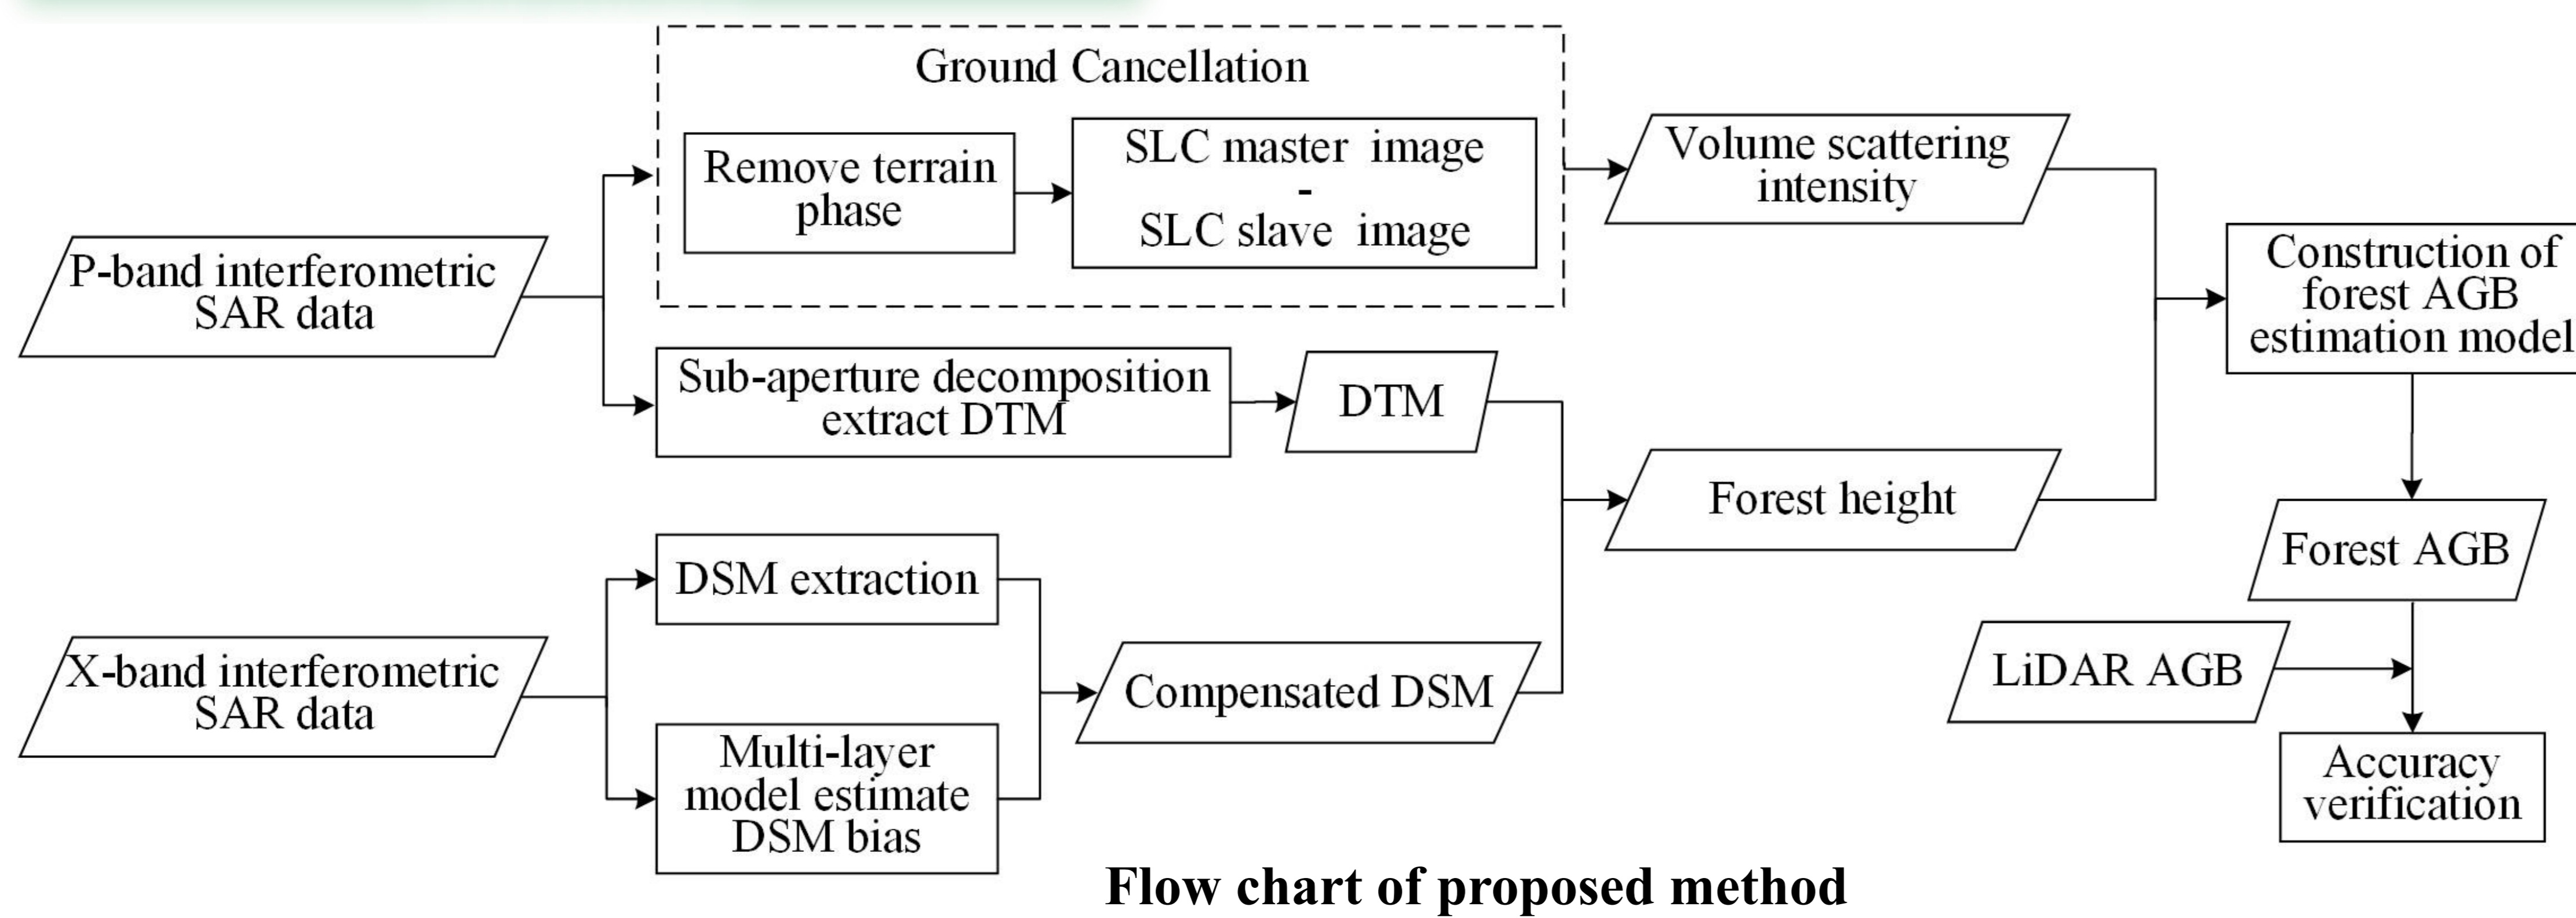 Ground Cancellation
Remove terrain
phase
SLC master image
-
SLC slave image
Volume scattering
intensity
P-band interferometric
SAR data
Construction of
forest AGB
estimation model
Sub-aperture decomposition
extract DTM
DTM
Forest height
Forest AGB
DSM extraction
X-band interferometric
SAR data
Compensated DSM
LiDAR AGB
Multi-layer
model estimate
DSM bias
Accuracy
verification
Flow chart of proposed method